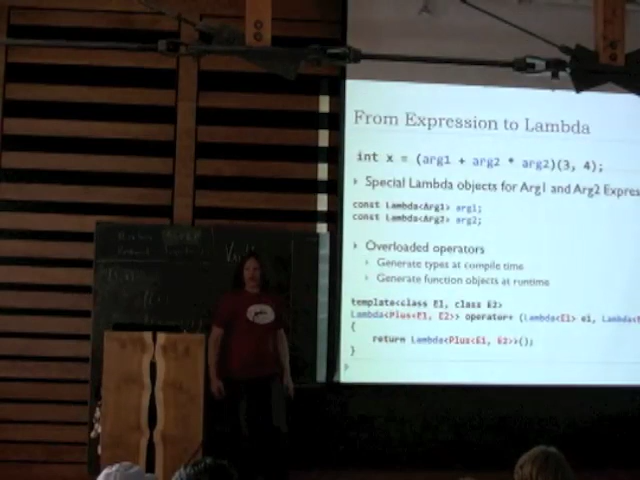 From Expression to Lambda
int x = (arg1 + arg2 * arg2)(3, 4);
Special Lambda objects for Arg1 and Arg2 Expres
const Lambda<Arg1> arg1;
const Lambda<Arg2> arg2;
Overloaded operators
Generate types at compile time
Generate function objects at runtime
template<class E1, class E2>
Lambda<Plus<E1, E2>> operator+ (Lambda<E1> e1, Lambda<
{
return Lambda<Plus<E1, E2>>();
}